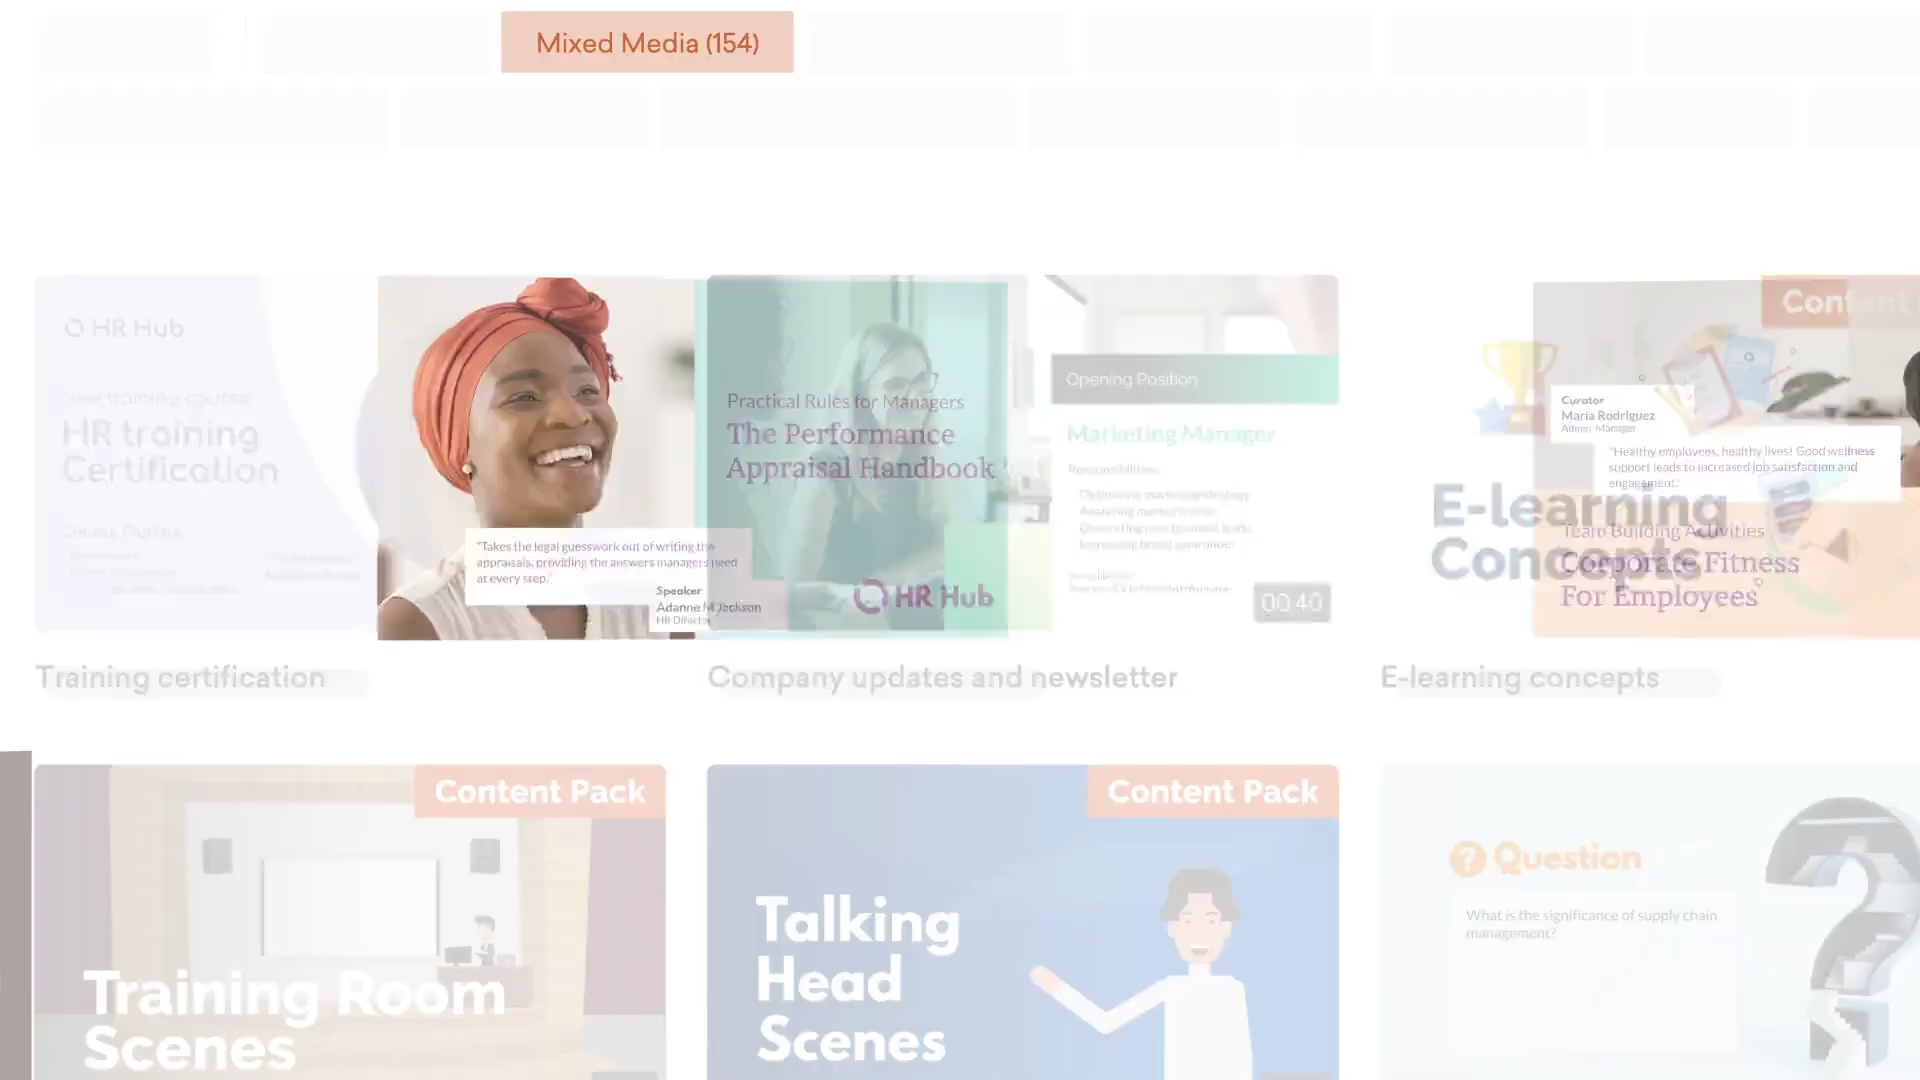 Mixed Media (154)
HR Hub
HR training
Certification
"Takes the legal guesswork out of writing the
appraisals, providing the answers managers need
at every step."
Speaker
Adanne M Jackson
HR Director
Practical Rules for Managers
The Performance
Appraisal Handbook
HR Hub
Opening Position
Marketing Manager
Responsibilities:
00:40
Content
Curator
Maria Rodriguez
Admin Manager
"Healthy employees, healthy lives! Good wellness
support leads to increased job satisfaction and
engagement."
E-learning
Concepts
Team Building Activities
Corporate Fitness
For Employees
Training certification
Company updates and newsletter
E-learning concepts
Content Pack
Training Room
Scenes
Content Pack
Talking
Head
Scenes
Question
What is the significance of supply chain
management?